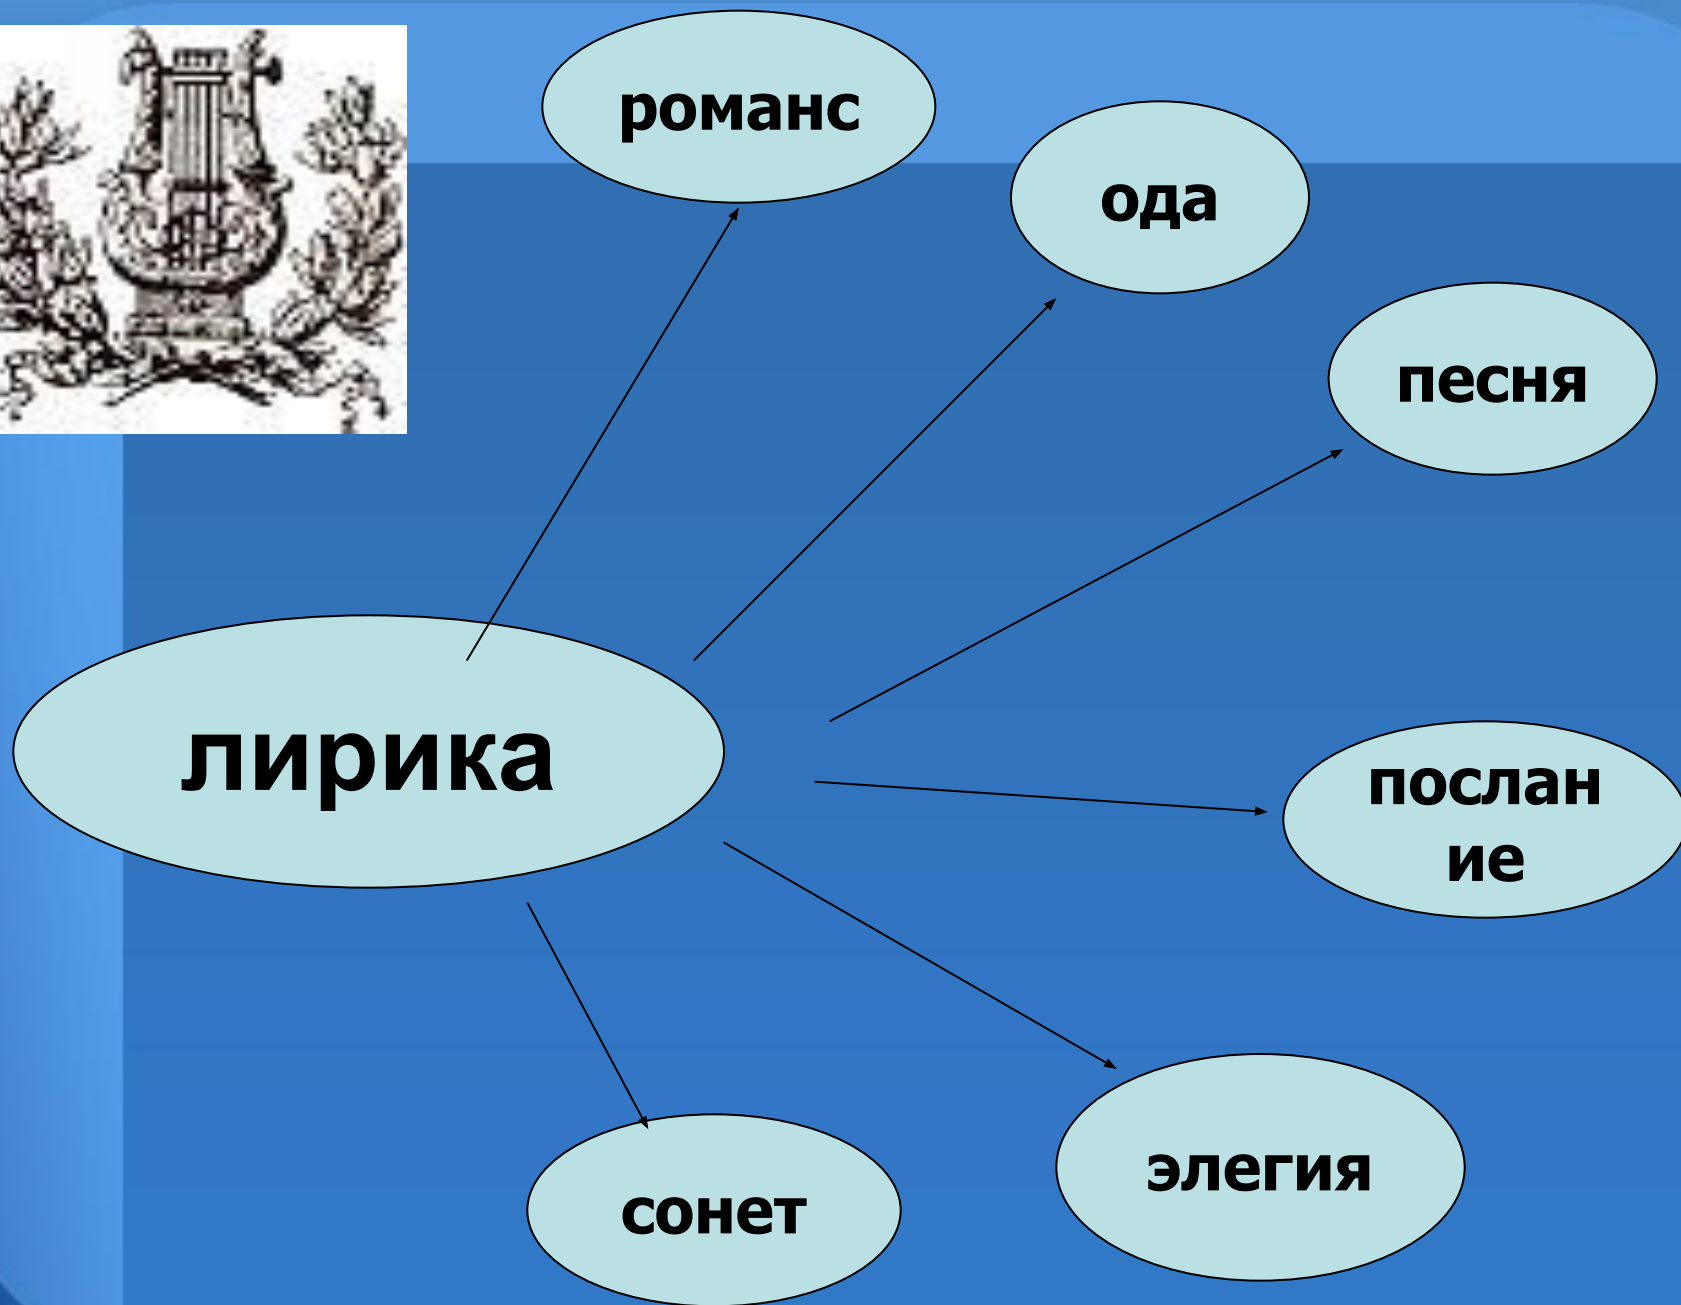 романс
ода
песня
лирика
послан
ие
элегия
сонет